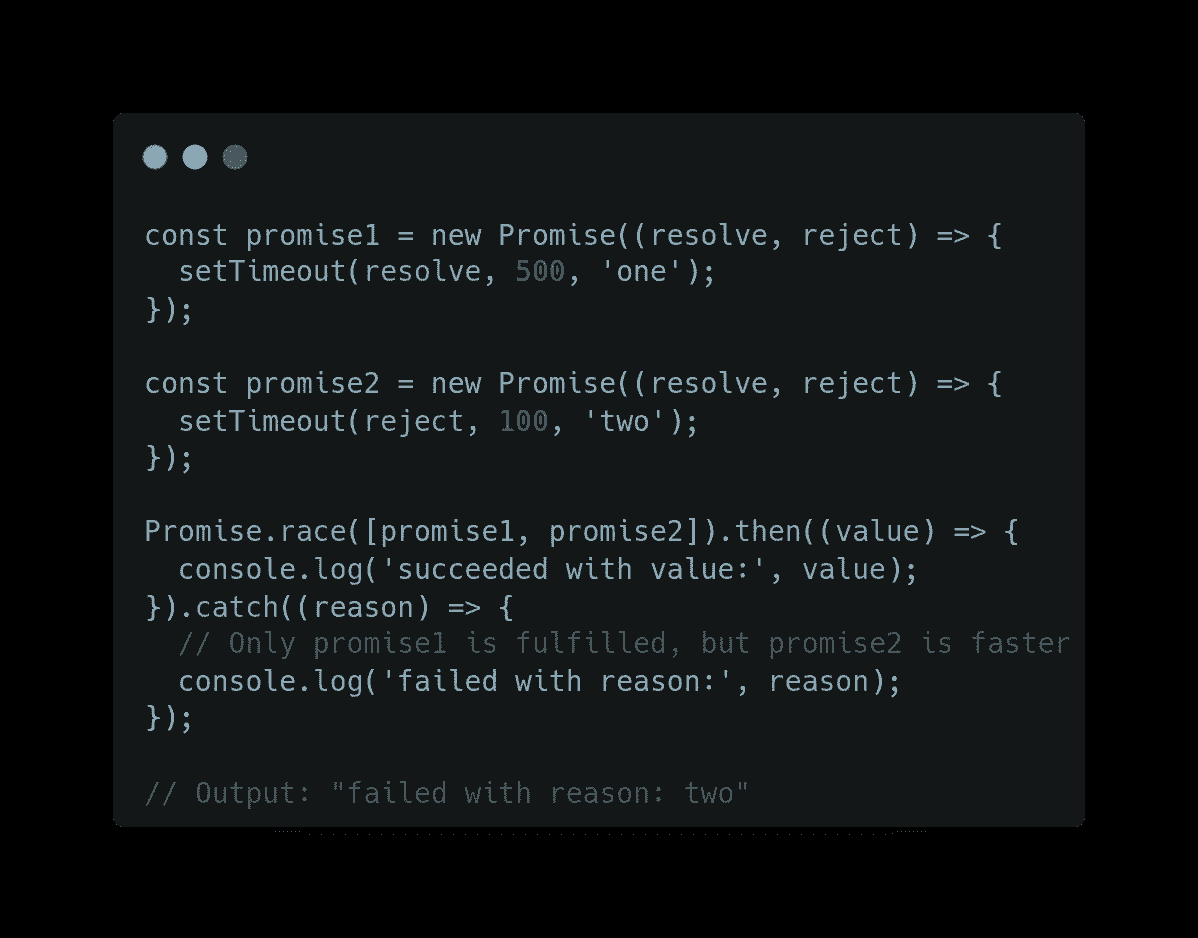 const promise1 = new Promise((resolve, reject) => {
  setTimeout(resolve, 500, 'one');
});

const promise2 = new Promise((resolve, reject) => {
  setTimeout(reject, 100, 'two');
});

Promise.race([promise1, promise2]).then((value) => {
  console.log('succeeded with value:', value);
}).catch((reason) => {
  // Only promise1 is fulfilled, but promise2 is faster
  console.log('failed with reason:', reason);
});

// Output: "failed with reason: two"